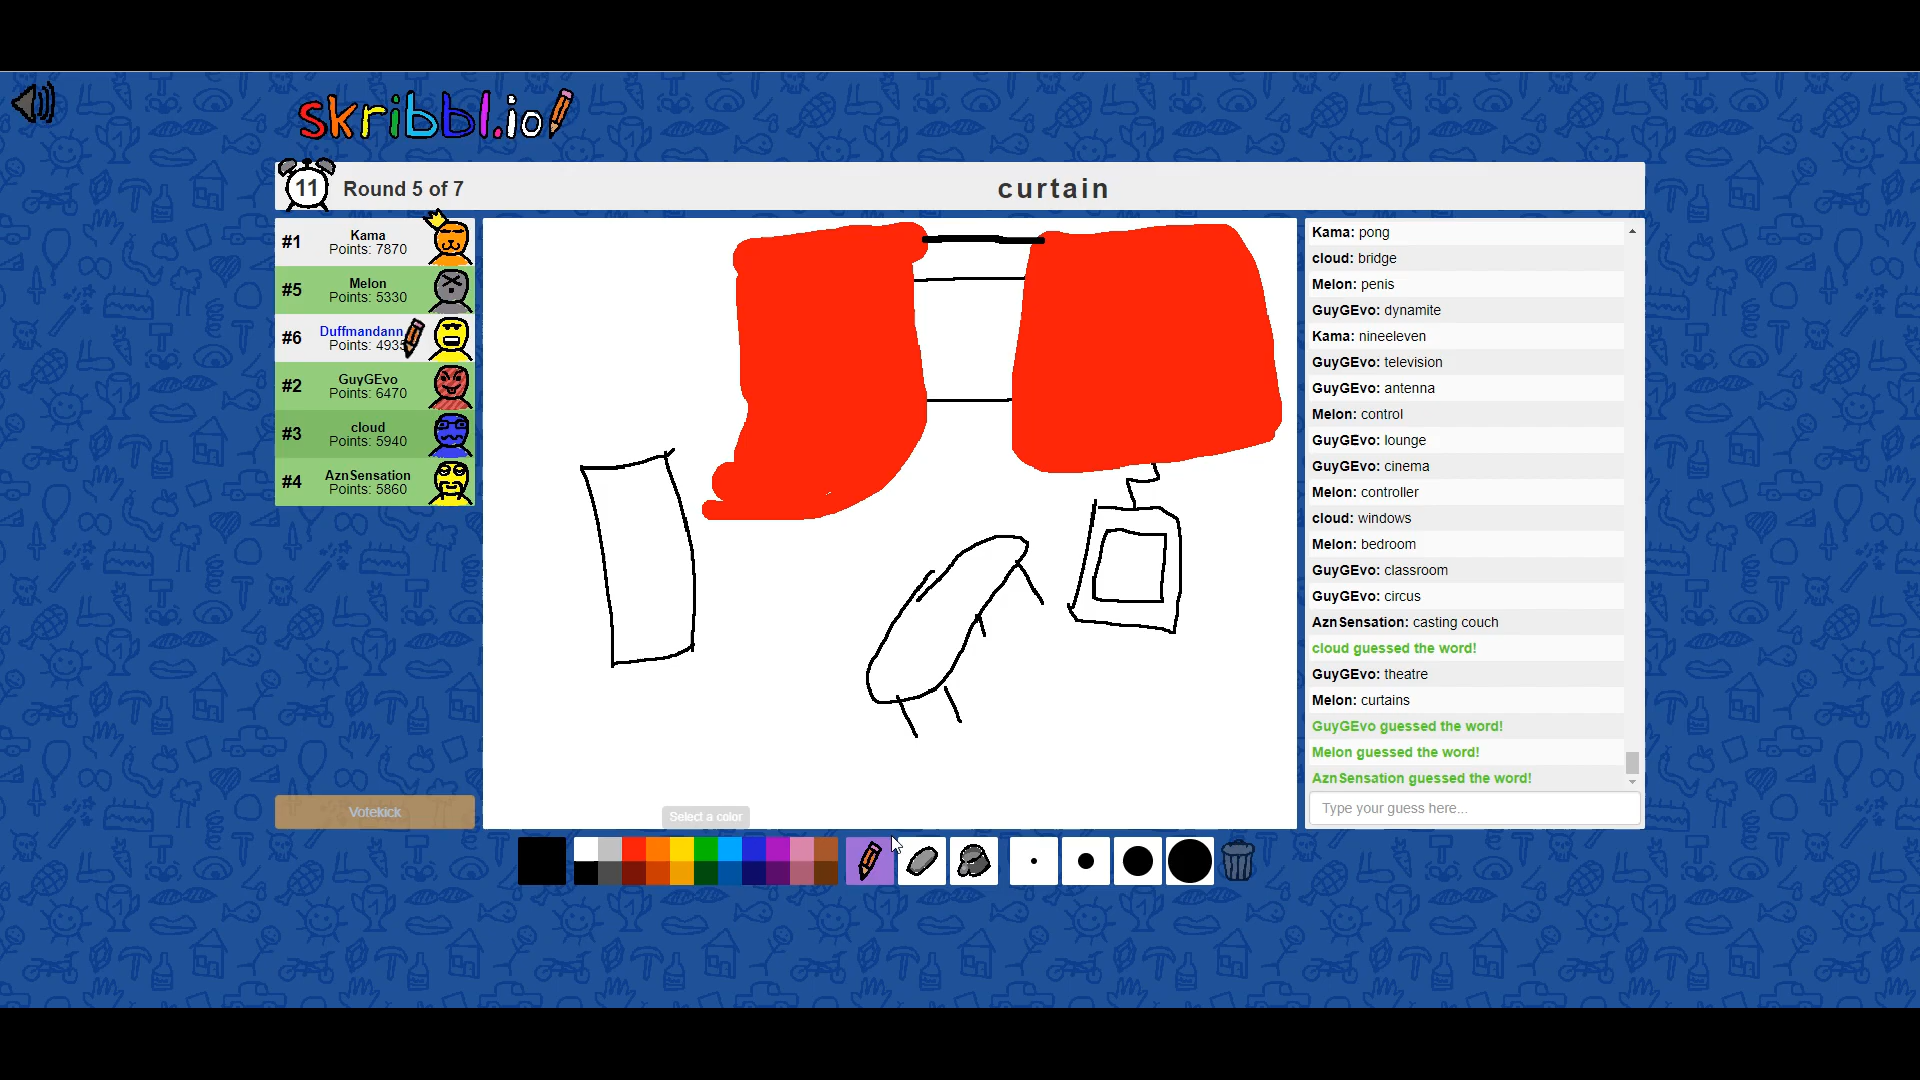 skribbl.io
11
Round 5 of 7
curtain
#1
Kama
Points: 7870
#5
Melon
Points: 5330
#6
Duffmandann
Points: 4935
#2
GuyGEvo
Points: 6470
#3
cloud
Points: 5940
#4
AznSensation
Points: 5860
Votekick
Kama: pong
cloud: bridge
Melon: penis
GuyGEvo: dynamite
Kama: nineeleven
GuyGEvo: television
GuyGEvo: antenna
Melon: control
GuyGEvo: lounge
GuyGEvo: cinema
Melon: controller
cloud: windows
Melon: bedroom
GuyGEvo: classroom
GuyGEvo: circus
AznSensation: casting couch
cloud guessed the word!
GuyGEvo: theatre
Melon: curtains
GuyGEvo guessed the word!
Melon guessed the word!
AznSensation guessed the word!
Type your guess here...
Select a color